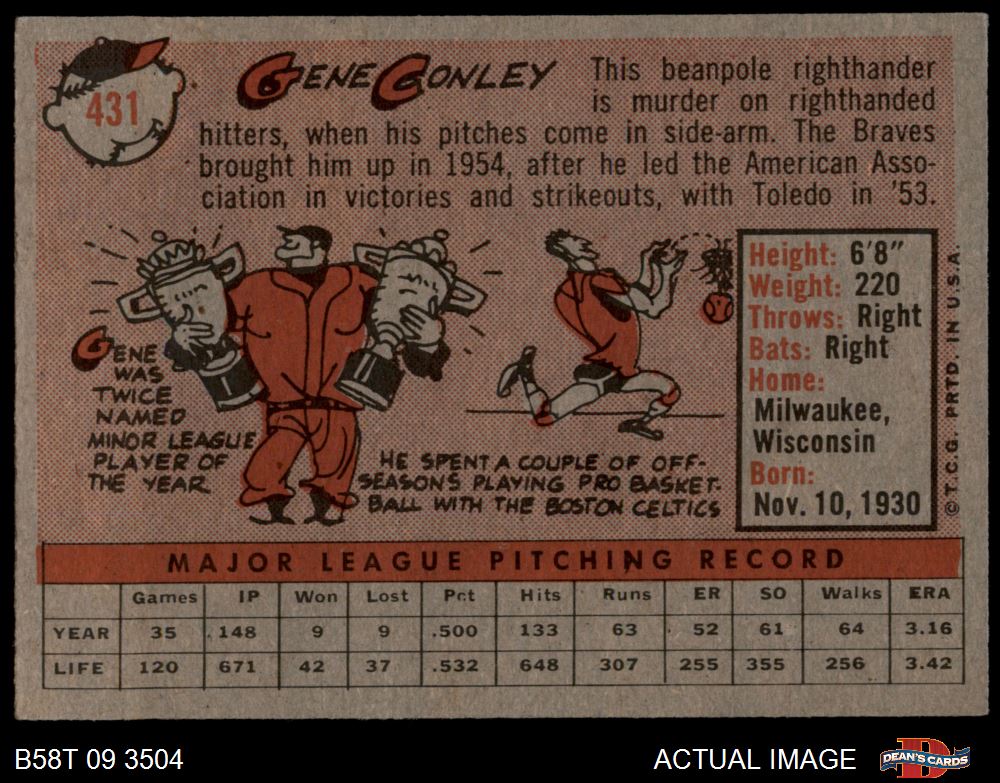 431
GENE CONLEY
This beanpole righthander
is murder on righthanded
hitters, when his pitches come in side-arm. The Braves
brought him up in 1954, after he led the American Asso-
ciation in victories and strikeouts, with Toledo in '53.
GENE
WAS
TWICE
NAMED
MINOR LEAGUE
PLAYER OF
THE YEAR
HE SPENT A COUPLE OF OFF-
SEASONS PLAYING PRO BASKET-
BALL WITH THE BOSTON CELTICS
Height: 6'8"
Weight: 220
Throws: Right
Bats: Right
Home:
Milwaukee,
Wisconsin
Born:
Nov. 10, 1930
© T.C.G. PRTD. IN U.S.A.
MAJOR LEAGUE PITCHING RECORD
Games IP Won Lost Pct Hits Runs ER SO Walks ERA
YEAR 35 148 9 9 .500 133 63 52 61 64 3.16
LIFE 120 671 42 37 .532 648 307 255 355 256 3.42
B58T 09 3504
ACTUAL IMAGE
DEAN'S CARDS